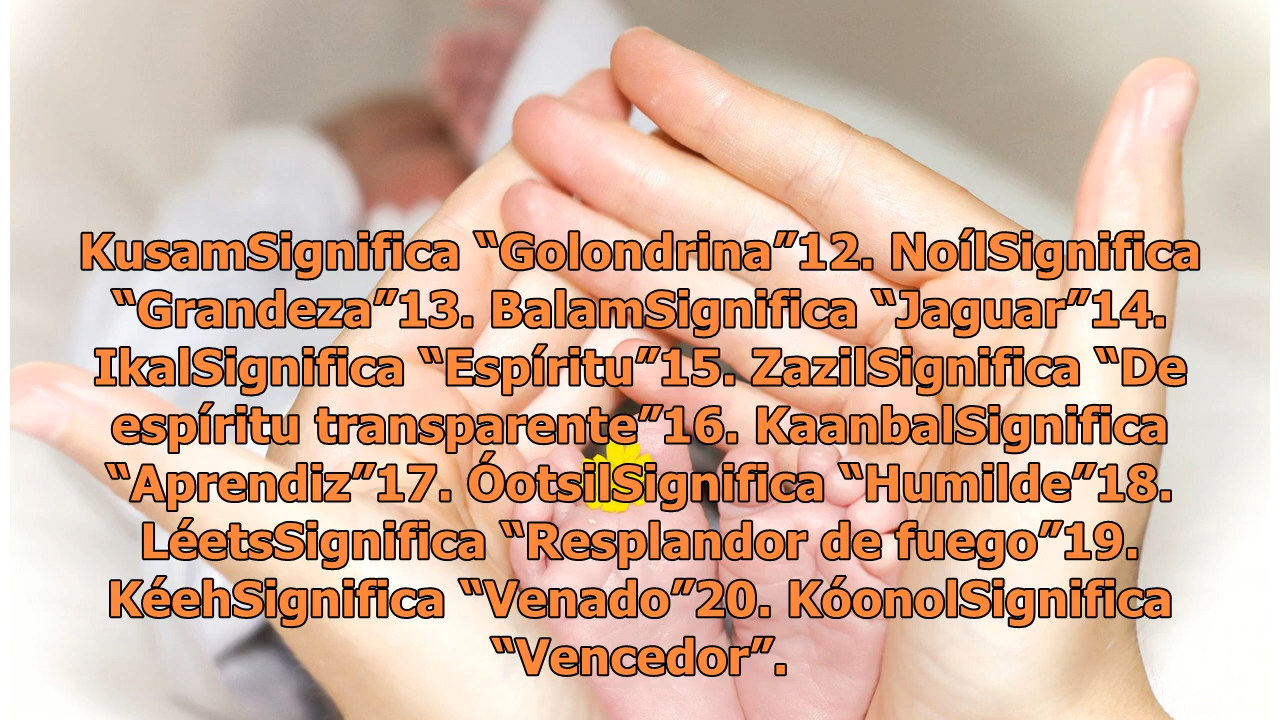 KusamSignifica “Golondrina”12. NoílSignifica
“Grandeza”13. BalamSignifica “Jaguar”14.
IkalSignifica “Espíritu”15. ZazilSignifica “De
espíritu transparente”16. KaanbalSignifica
“Aprendiz”17. ÓotsilSignifica “Humilde”18.
LéetsSignifica “Resplandor de fuego”19.
KéehSignifica “Venado”20. KóonolSignifica
“Vencedor”.